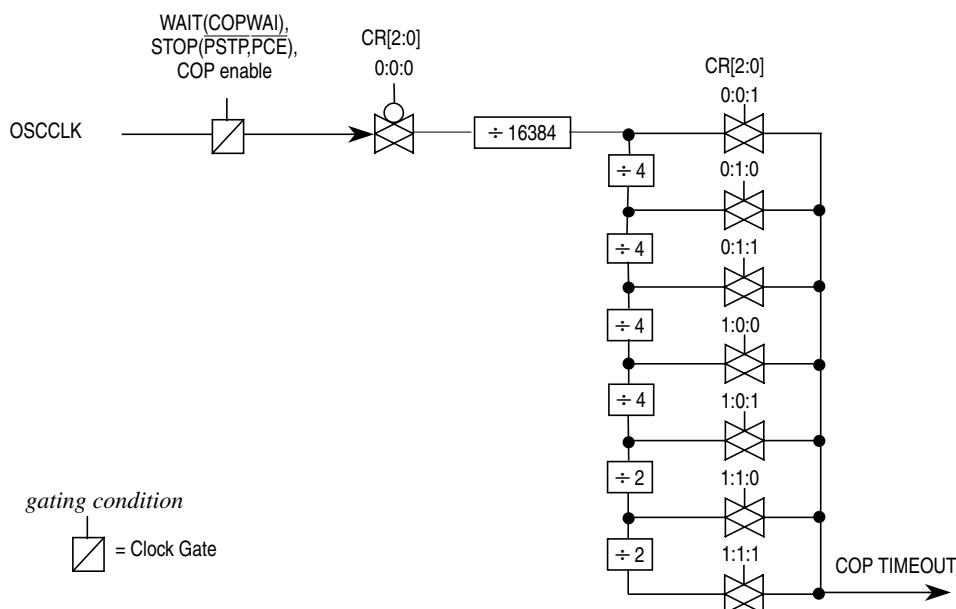 WAIT(COPWAI),
STOP(PSTP,PCE),
COP enable
CR[2:0]
0:0:0
CR[2:0]
0:0:1
OSCCLK
÷ 16384
÷ 4
0:1:0
÷ 4
0:1:1
÷ 4
1:0:0
÷ 4
1:0:1
÷ 2
1:1:0
÷ 2
1:1:1
gating condition
= Clock Gate
COP TIMEOUT